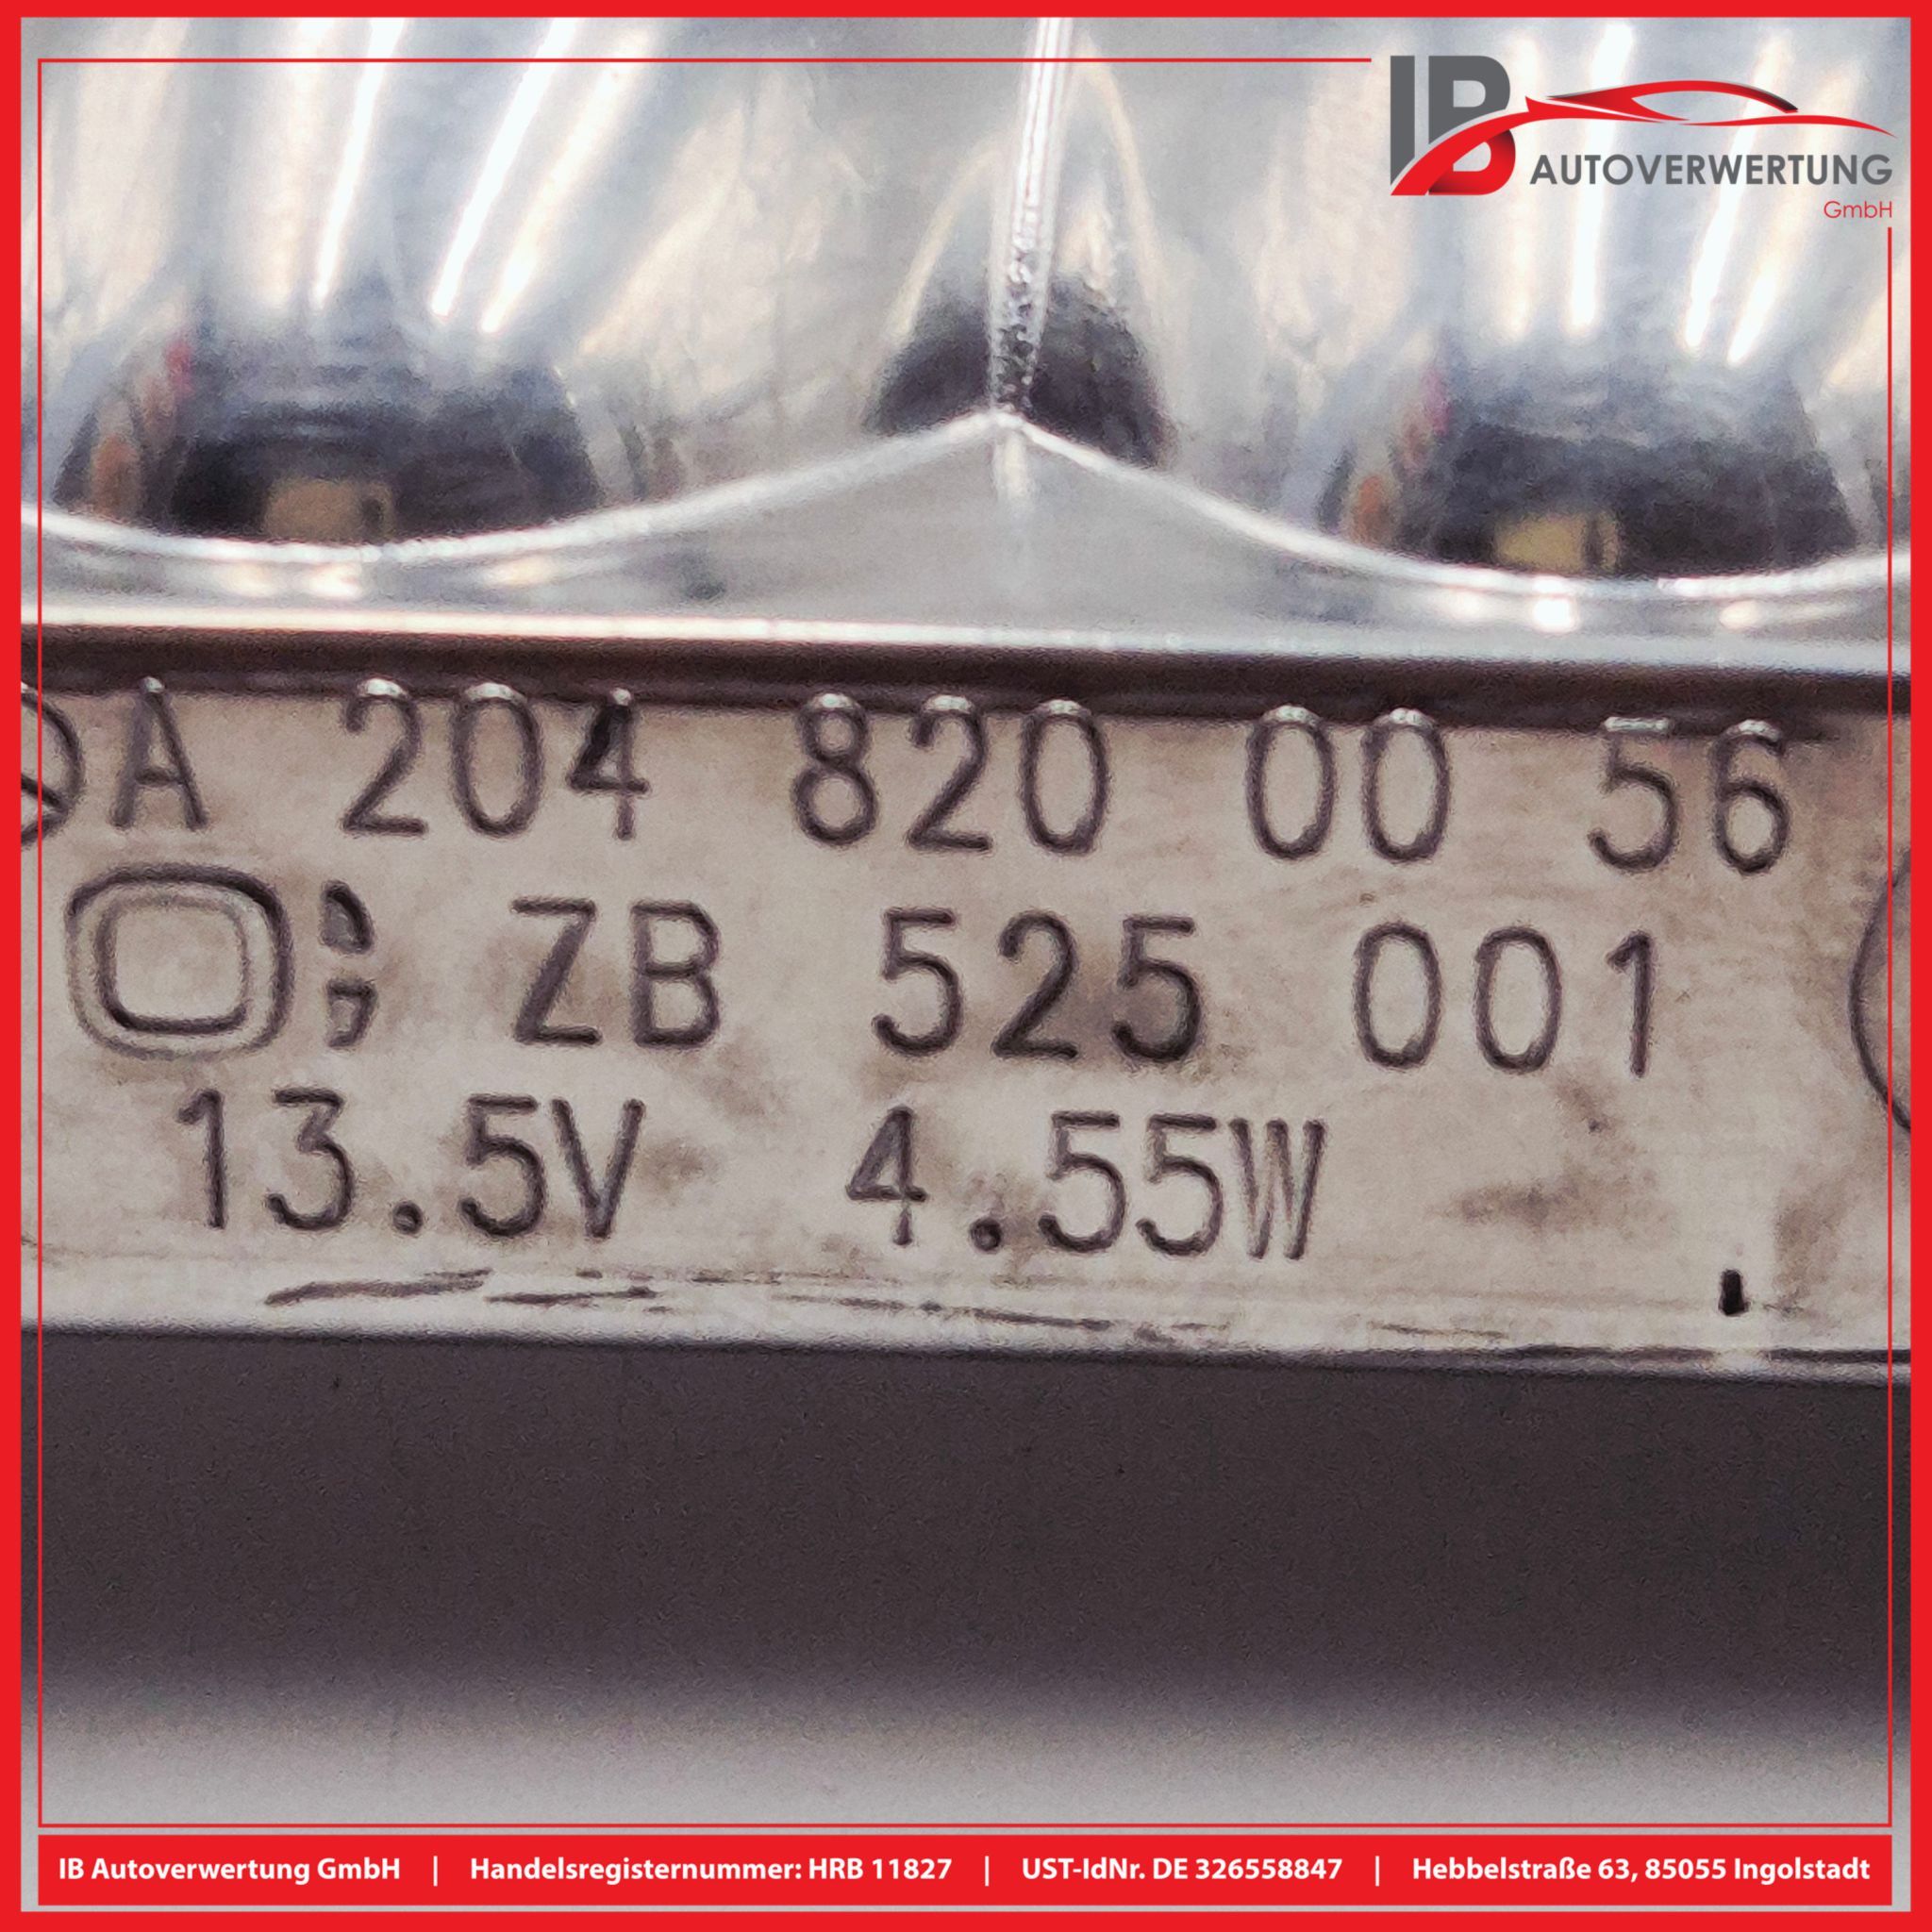 IB
AUTOVERWERTUNG
GmbH
A 204 820 00 56
ZB 525 001
13.5V 4.55W
IB Autoverwertung GmbH | Handelsregisternummer: HRB 11827 | UST-IdNr. DE 326558847 | Hebbelstraße 63, 85055 Ingolstadt